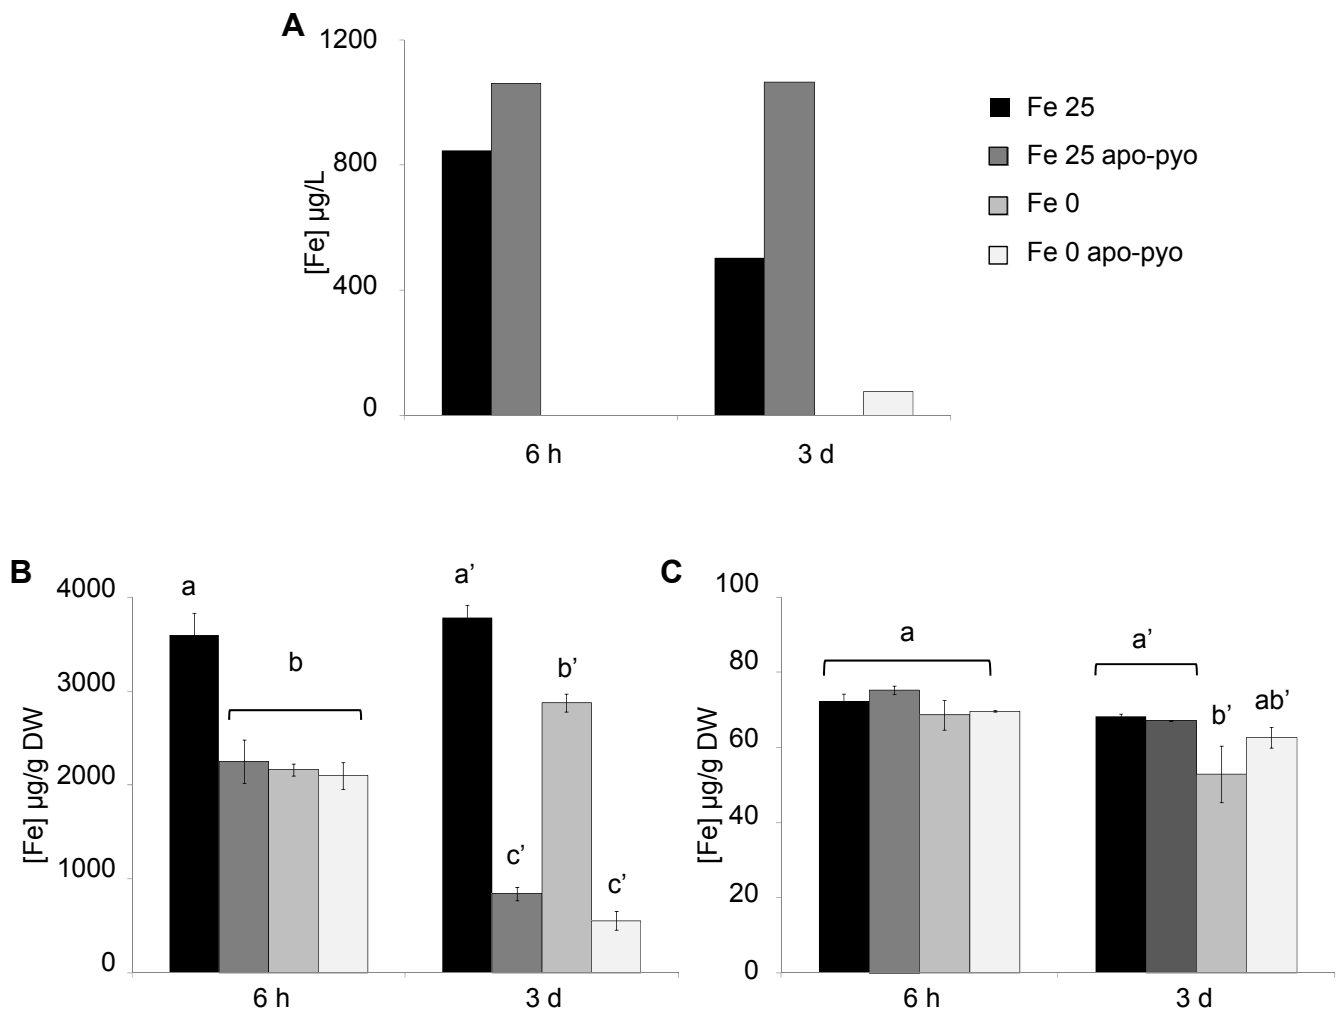 A
1200
800
400
0
[Fe] µg/L
6 h
3 d
Fe 25
Fe 25 apo-pyo
Fe 0
Fe 0 apo-pyo
B
4000
3000
2000
1000
0
[Fe] µg/g DW
a
b
a’
c’
b’
c’
6 h
3 d
C
100
80
60
40
20
0
[Fe] µg/g DW
a
a’
b’
ab’
6 h
3 d